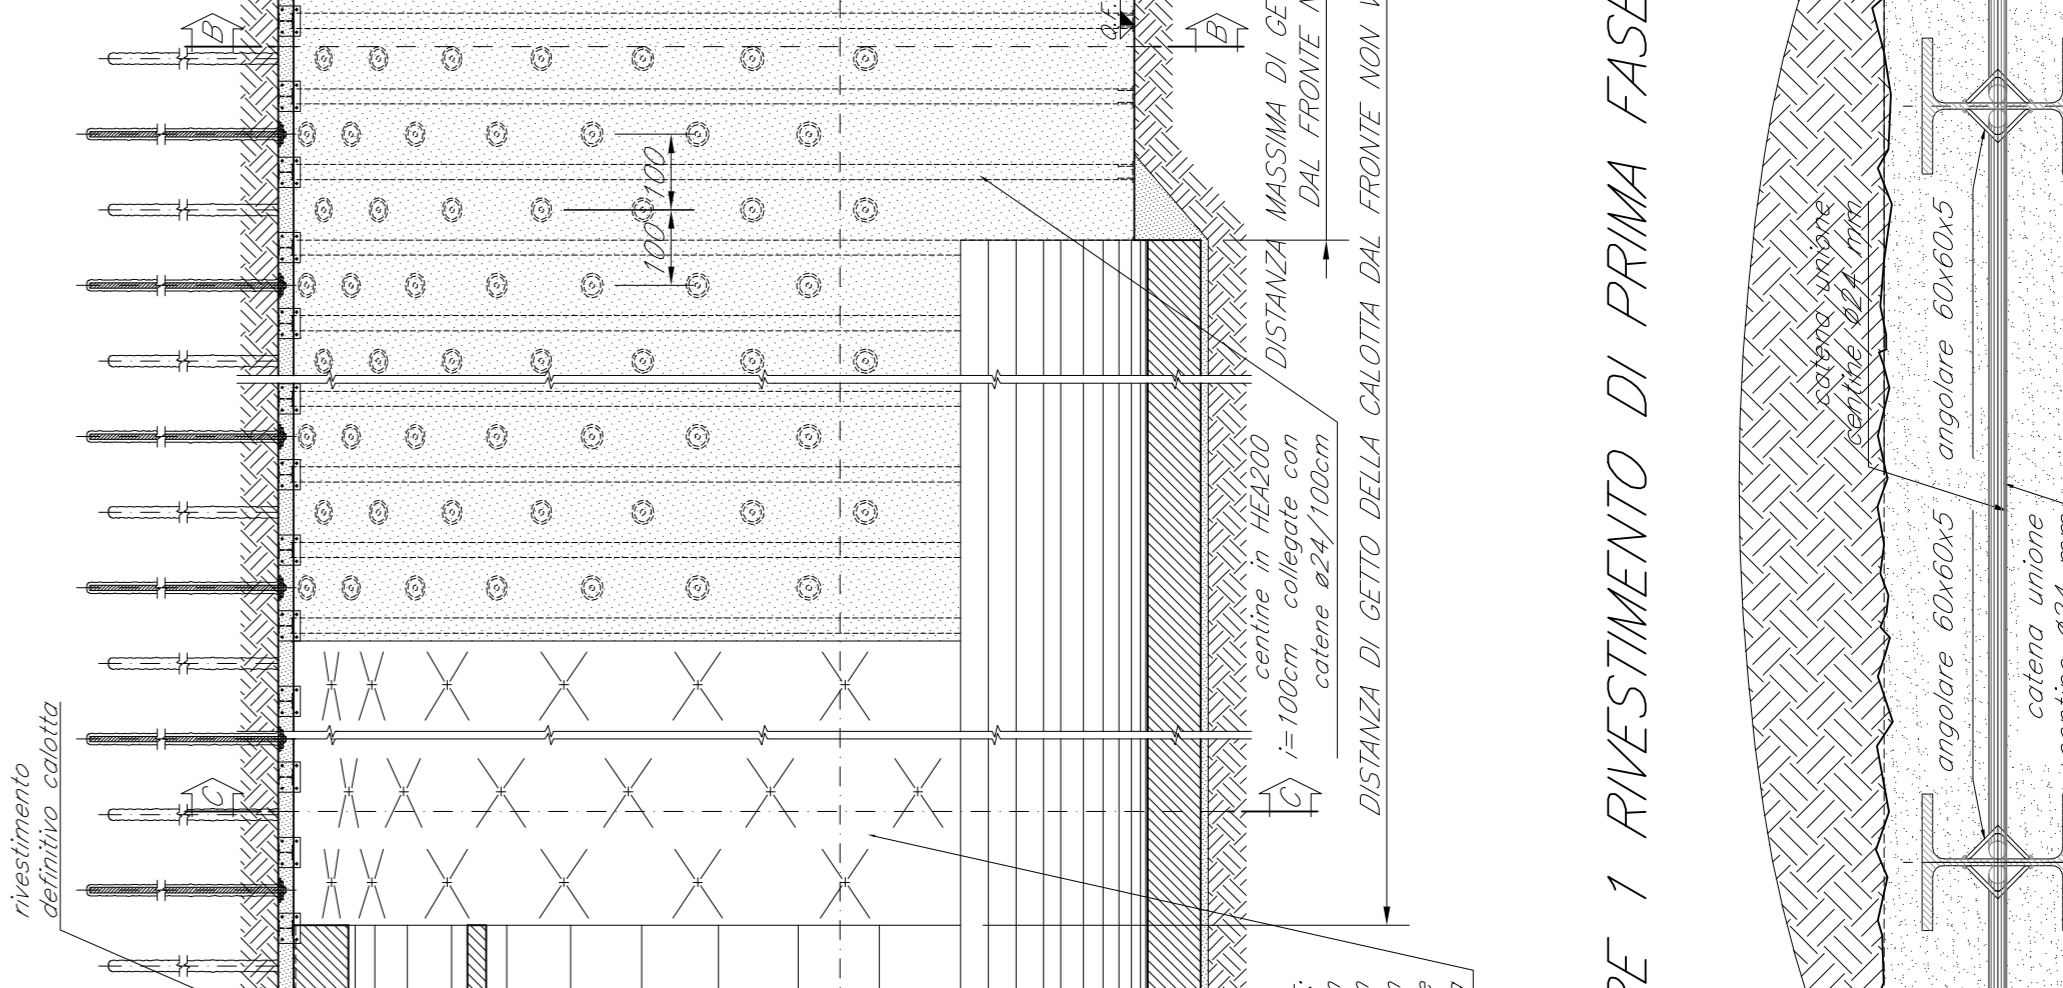 B
B
Q.F.
100
100
DISTANZA MASSIMA DI GE
DAL FRONTE
DISTANZA DI GETTO DELLA CALOTTA DAL FRONTE NON
centine in HEA200
i=100cm collegate con
catene ø24/100cm
rivestimento
definitivo calotta
C
C
PE 1 RIVESTIMENTO DI PRIMA FASE
catena unione
centine ø24 mm
angolare 60x60x5
angolare 60x60x5
catena unione